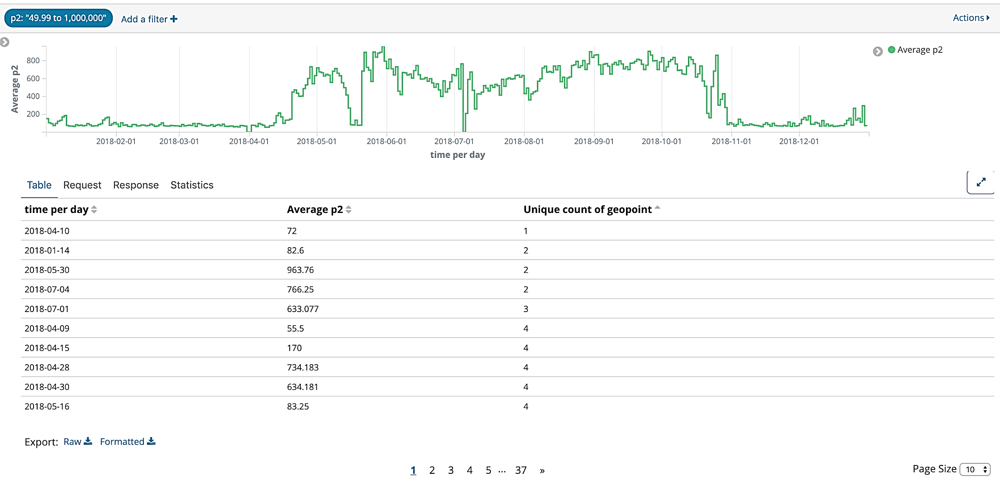 p2: "49.99 to 1,000,000" Add a filter Actions
Average p2
800
600
400
200
Average p2
2018-02-01 2018-03-01 2018-04-01 2018-05-01 2018-06-01 2018-07-01 2018-08-01 2018-09-01 2018-10-01 2018-11-01 2018-12-01
time per day
Table Request Response Statistics
time per day Average p2 Unique count of geopoint
2018-04-10 72 1
2018-01-14 82.6 2
2018-05-30 963.76 2
2018-07-04 766.25 2
2018-07-01 633.077 3
2018-04-09 55.5 4
2018-04-15 170 4
2018-04-28 734.183 4
2018-04-30 634.181 4
2018-05-16 83.25 4
Export: Raw Formatted
1 2 3 4 5 ... 37 »
Page Size 10